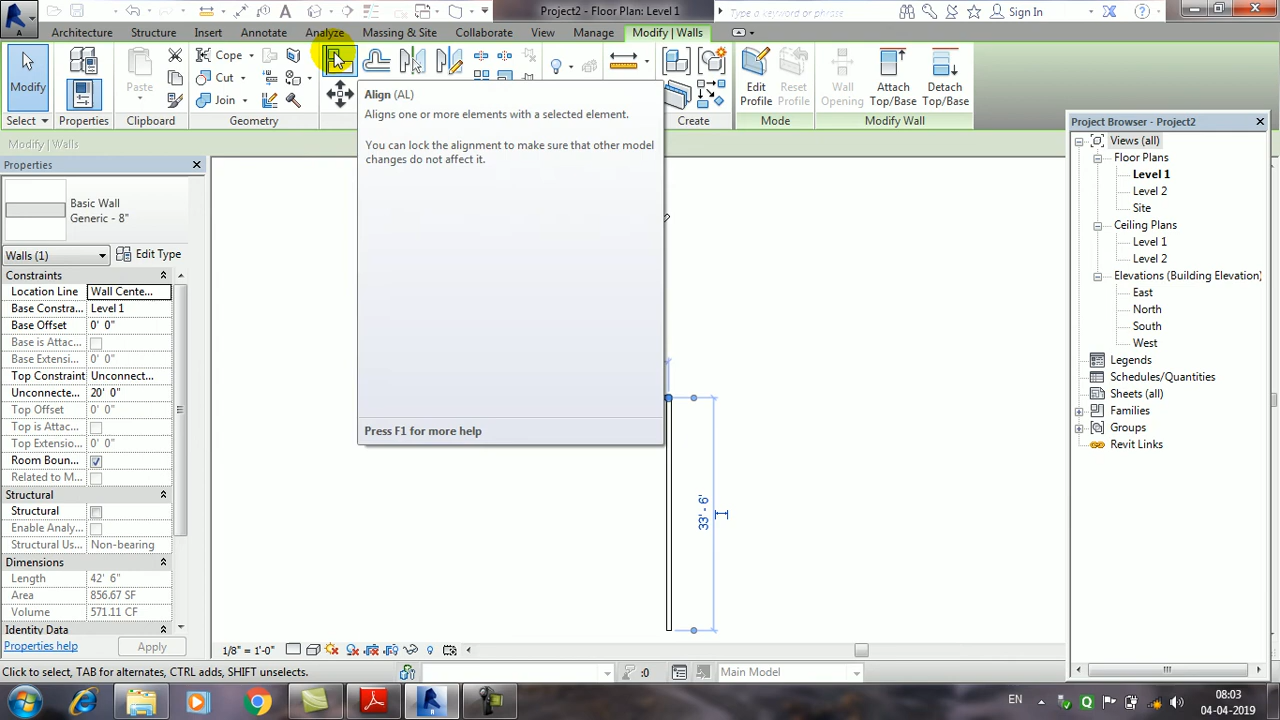 Project2 - Floor Plan: Level 1
Type a keyword or phrase
Sign In
Architecture
Structure
Insert
Annotate
Analyze
Massing & Site
Collaborate
View
Manage
Modify | Walls
Modify
Paste
Cope
Cut
Join
Edit
Profile
Reset
Profile
Attach
Top/Base
Detach
Top/Base
Select
Properties
Clipboard
Geometry
Create
Mode
Modify Wall
Modify | Walls
Align (AL)
Aligns one or more elements with a selected element.
You can lock the alignment to make sure that other model
changes do not affect it.
Press F1 for more help
Properties
Basic Wall
Generic - 8"
Walls (1)
Edit Type
Constraints
Location Line
Wall Cente...
Base Constra...
Level 1
Base Offset
0' 0"
Base is Attac...
Base Extensi...
0' 0"
Top Constraint
Unconnect...
Unconnecte...
20' 0"
Top Offset
0' 0"
Top is Attac...
Top Extensio...
0' 0"
Room Boun...
Related to M...
Structural
Structural
Enable Analy...
Structural Us...
Non-bearing
Dimensions
Length
42' 6"
Area
856.67 SF
Volume
571.11 CF
Identity Data
Properties help
Apply
33' - 6"
Project Browser - Project2
Views (all)
Floor Plans
Level 1
Level 2
Site
Ceiling Plans
Level 1
Level 2
Elevations (Building Elevation)
East
North
South
West
Legends
Schedules/Quantities
Sheets (all)
Families
Groups
Revit Links
1/8" = 1'-0"
Click to select, TAB for alternates, CTRL adds, SHIFT unselects.
:0
Main Model
EN
08:03
04-04-2019